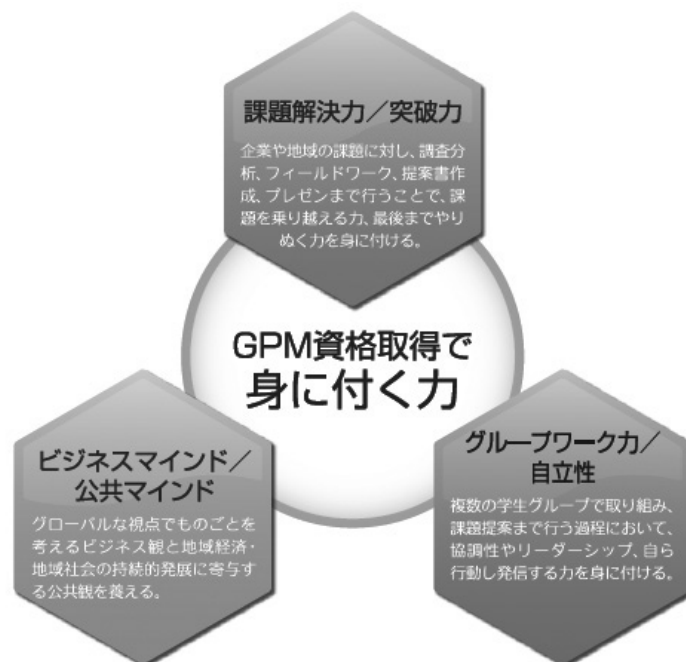 課題解決力／突破力
企業や地域の課題に対し、調査分
析、フィールドワーク、提案書作
成、プレゼンまで行うことで、課
題を乗り越える力、最後までやり
ぬく力を身に付ける。
GPM資格取得で
身に付く力
ビジネスマインド／
公共マインド
グローバルな視点でものごとを
考えるビジネス観と地域経済・
地域社会の持続的発展に寄与す
る公共観を養える。
グループワーク力／
自立性
複数の学生グループで取り組み、
課題提案まで行う過程において、
協調性やリーダーシップ、自ら
行動し発信する力を身に付ける。